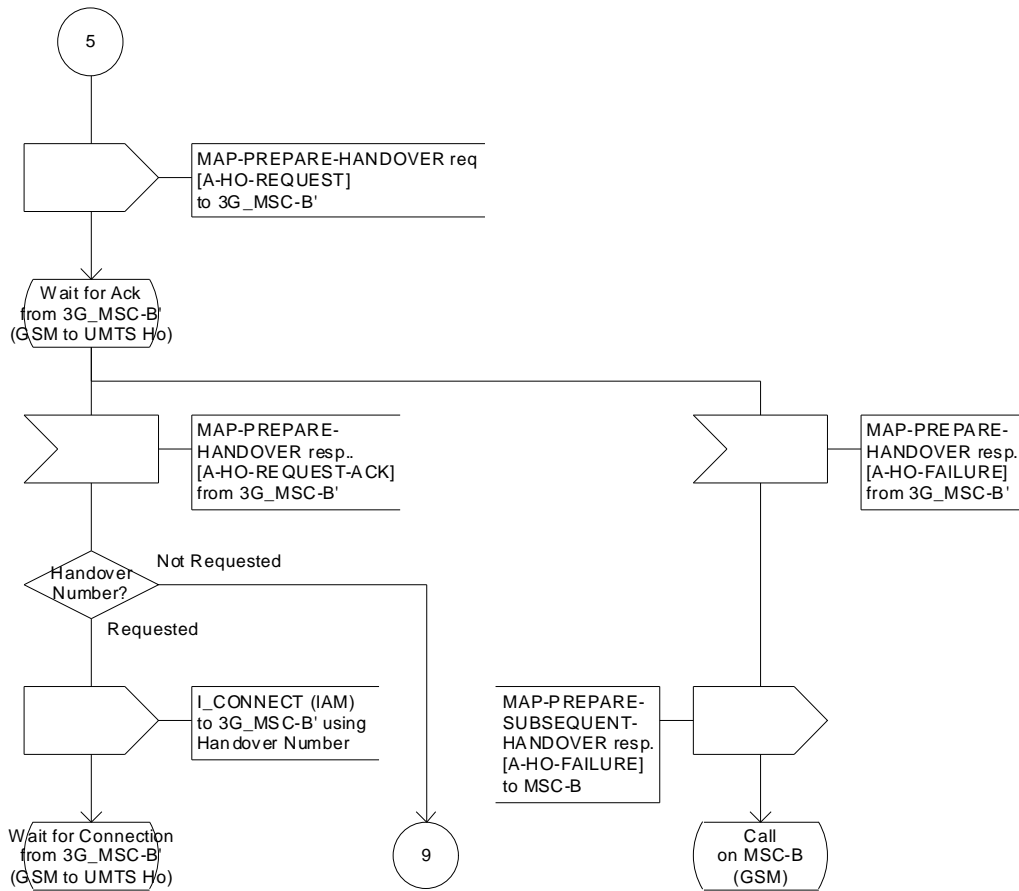 5
MAP-PREPARE-HANDOVER req
[A-HO-REQUEST]
to 3G_MSC-B'
Wait for Ack
from 3G_MSC-B'
(GSM to UMTS Ho)
MAP-PREPARE-
HANDOVER resp..
[A-HO-REQUEST-ACK]
from 3G_MSC-B'
MAP-PREPARE-
HANDOVER resp.
[A-HO-FAILURE]
from 3G_MSC-B'
Handover
Number?
Not Requested
Requested
I_CONNECT (IAM)
to 3G_MSC-B' using
Handover Number
MAP-PREPARE-
SUBSEQUENT-
HANDOVER resp.
[A-HO-FAILURE]
to MSC-B
Wait for Connection
from 3G_MSC-B'
(GSM to UMTS Ho)
9
Call
on MSC-B
(GSM)